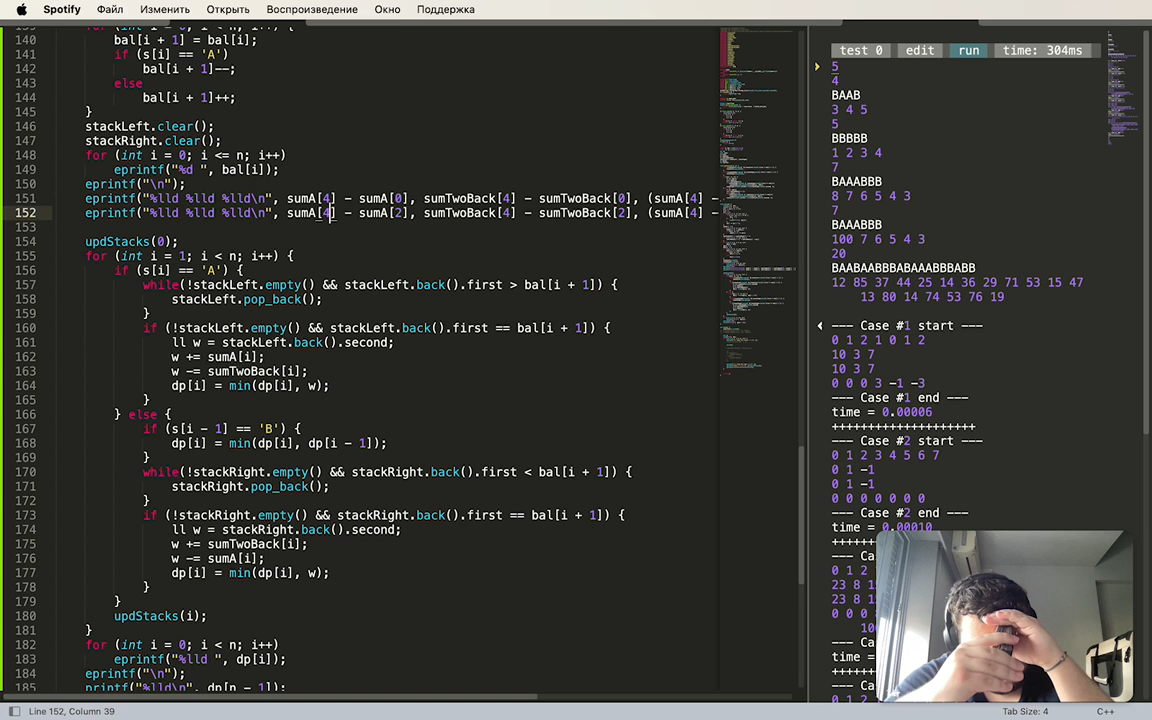 Spotify Файл Изменить Открыть Воспроизведение Окно Поддержка
140 bal[i + 1] = bal[i];
141 if (s[i] == 'A')
142 bal[i + 1]--;
143 else
144 bal[i + 1]++;
145 }
146 stackLeft.clear();
147 stackRight.clear();
148 for (int i = 0; i <= n; i++)
149 eprintf("%d ", bal[i]);
150 eprintf("\n");
151 eprintf("%lld %lld %lld\n", sumA[4] - sumA[0], sumTwoBack[4] - sumTwoBack[0], (sumA[4] -
152 eprintf("%lld %lld %lld\n", sumA[4] - sumA[2], sumTwoBack[4] - sumTwoBack[2], (sumA[4] -
153
154 updStacks(0);
155 for (int i = 1; i < n; i++) {
156 if (s[i] == 'A') {
157 while(!stackLeft.empty() && stackLeft.back().first > bal[i + 1]) {
158 stackLeft.pop_back();
159 }
160 if (!stackLeft.empty() && stackLeft.back().first == bal[i + 1]) {
161 ll w = stackLeft.back().second;
162 w += sumA[i];
163 w -= sumTwoBack[i];
164 dp[i] = min(dp[i], w);
165 }
166 } else {
167 if (s[i - 1] == 'B') {
168 dp[i] = min(dp[i], dp[i - 1]);
169 }
170 while(!stackRight.empty() && stackRight.back().first < bal[i + 1]) {
171 stackRight.pop_back();
172 }
173 if (!stackRight.empty() && stackRight.back().first == bal[i + 1]) {
174 ll w = stackRight.back().second;
175 w += sumTwoBack[i];
176 w -= sumA[i];
177 dp[i] = min(dp[i], w);
178 }
179 }
180 updStacks(i);
181 }
182 for (int i = 0; i < n; i++)
183 eprintf("%lld ", dp[i]);
184 eprintf("\n");
185 printf("%lld\n", dp[n - 1]);
test 0 edit run time: 304ms
5
4
BAAB
3 4 5
5
BBBBB
1 2 3 4
7
BAAABBB
8 7 6 5 4 3
7
BAAABBB
100 7 6 5 4 3
20
BAABAABBBABAAABBBABB
12 85 37 44 25 14 36 29 71 53 15 47
13 80 14 74 53 76 19
--- Case #1 start ---
0 1 2 1 0 1 2
10 3 7
10 3 7
0 0 0 3 -1 -3
--- Case #1 end ---
time = 0.00006
++++++++++++++++++++
--- Case #2 start ---
0 1 2 3 4 5 6 7
0 1 -1
0 1 -1
0 0 0 0 0 0 0
--- Case #2 end ---
time = 0.00010
--- Ca
0 1 2
23 8 1
23 8 1
0 0 0
10
--- Ca
time =
--- Ca
Line 152, Column 39
Tab Size: 4 C++